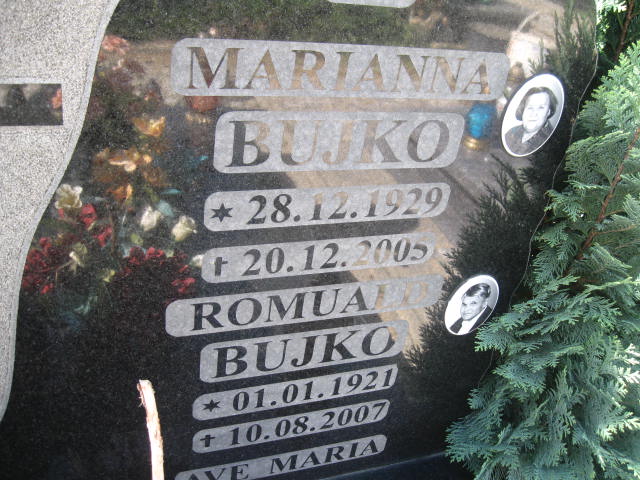 MARIANNA
BUJKO
* 28.12.1929
† 20.12.2005
ROMUALD
BUJKO
* 01.01.1921
† 10.08.2007
AVE MARIA